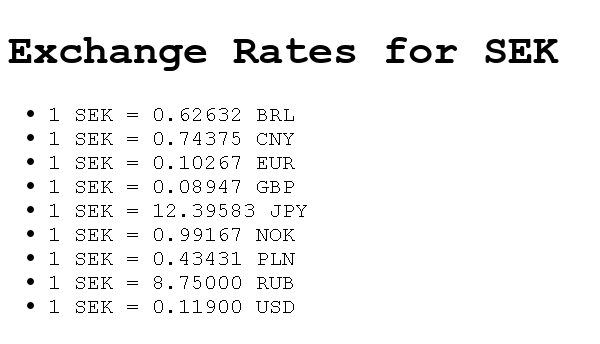 Exchange Rates for SEK
1 SEK = 0.62632 BRL
1 SEK = 0.74375 CNY
1 SEK = 0.10267 EUR
1 SEK = 0.08947 GBP
1 SEK = 12.39583 JPY
1 SEK = 0.99167 NOK
1 SEK = 0.43431 PLN
1 SEK = 8.75000 RUB
1 SEK = 0.11900 USD